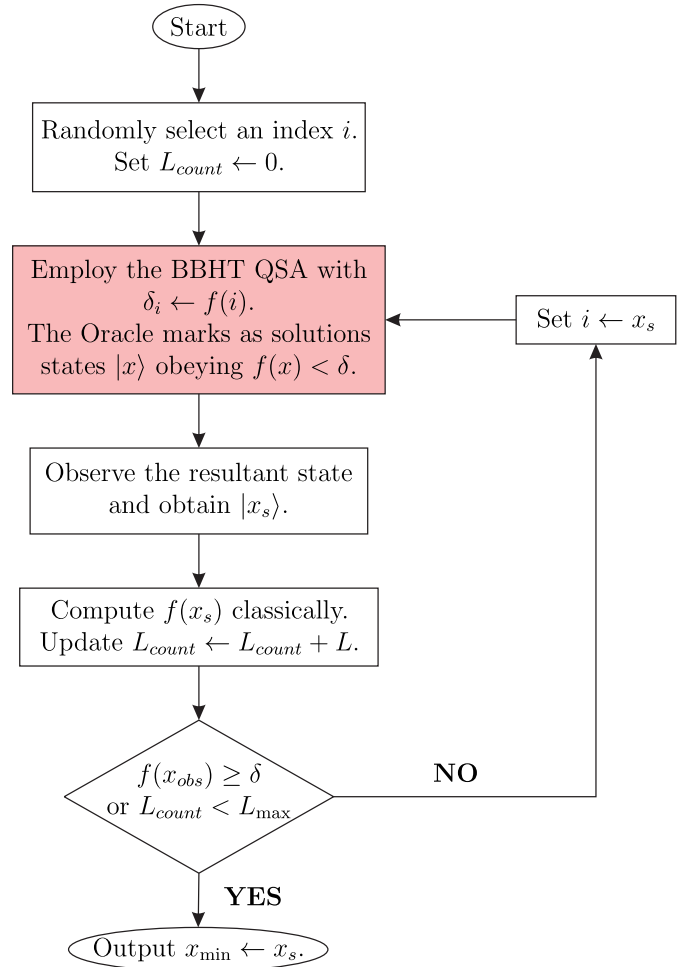 Start
Randomly select an index i.
Set L_count ← 0.
Employ the BBHT QSA with
δ_i ← f(i).
The Oracle marks as solutions
states |x⟩ obeying f(x) < δ.
Set i ← x_s
Observe the resultant state
and obtain |x_s⟩.
Compute f(x_s) classically.
Update L_count ← L_count + L.
f(x_obs) ≥ δ
or L_count < L_max
NO
YES
Output x_min ← x_s.